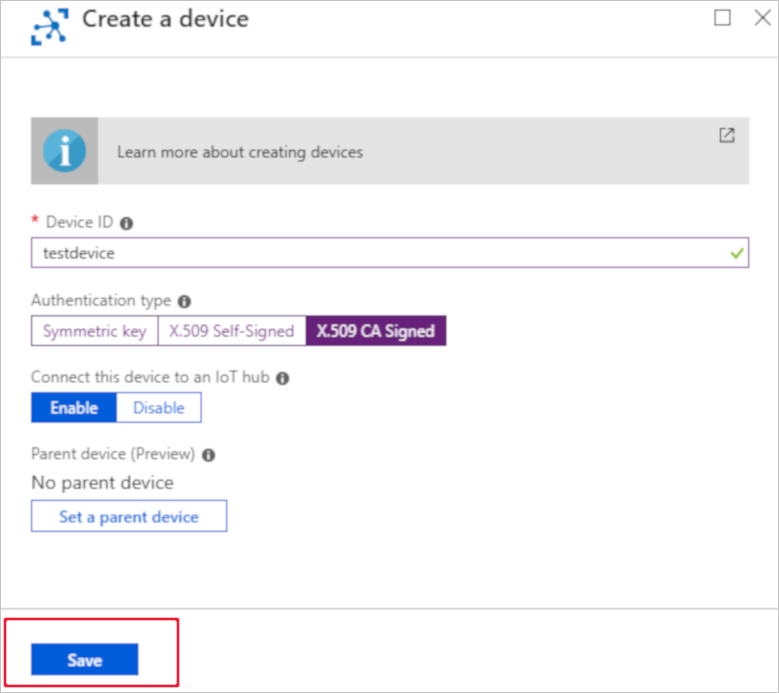 Create a device
Learn more about creating devices
* Device ID
testdevice
Authentication type
Symmetric key X.509 Self-Signed X.509 CA Signed
Connect this device to an IoT hub
Enable Disable
Parent device (Preview)
No parent device
Set a parent device
Save